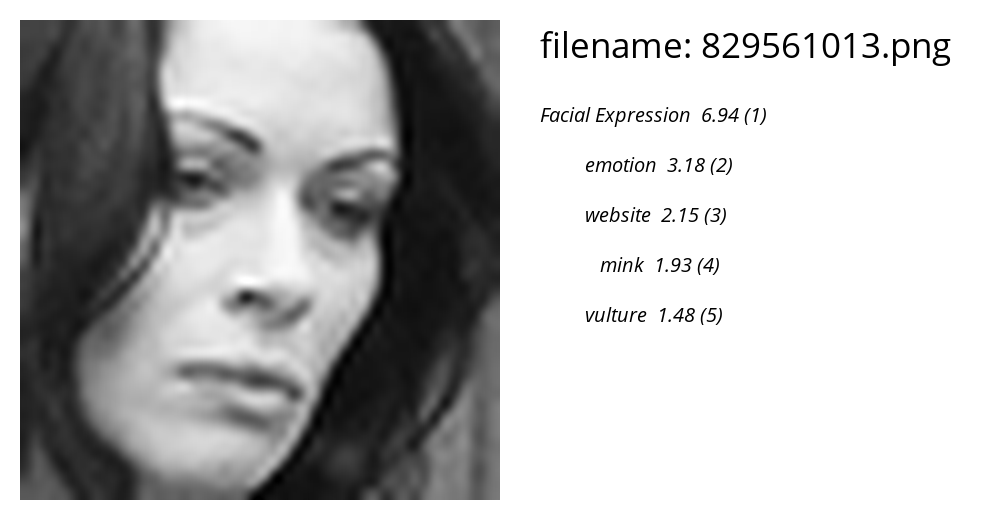 filename: 829561013.png
Facial Expression 6.94 (1)
emotion 3.18 (2)
website 2.15 (3)
mink 1.93 (4)
vulture 1.48 (5)